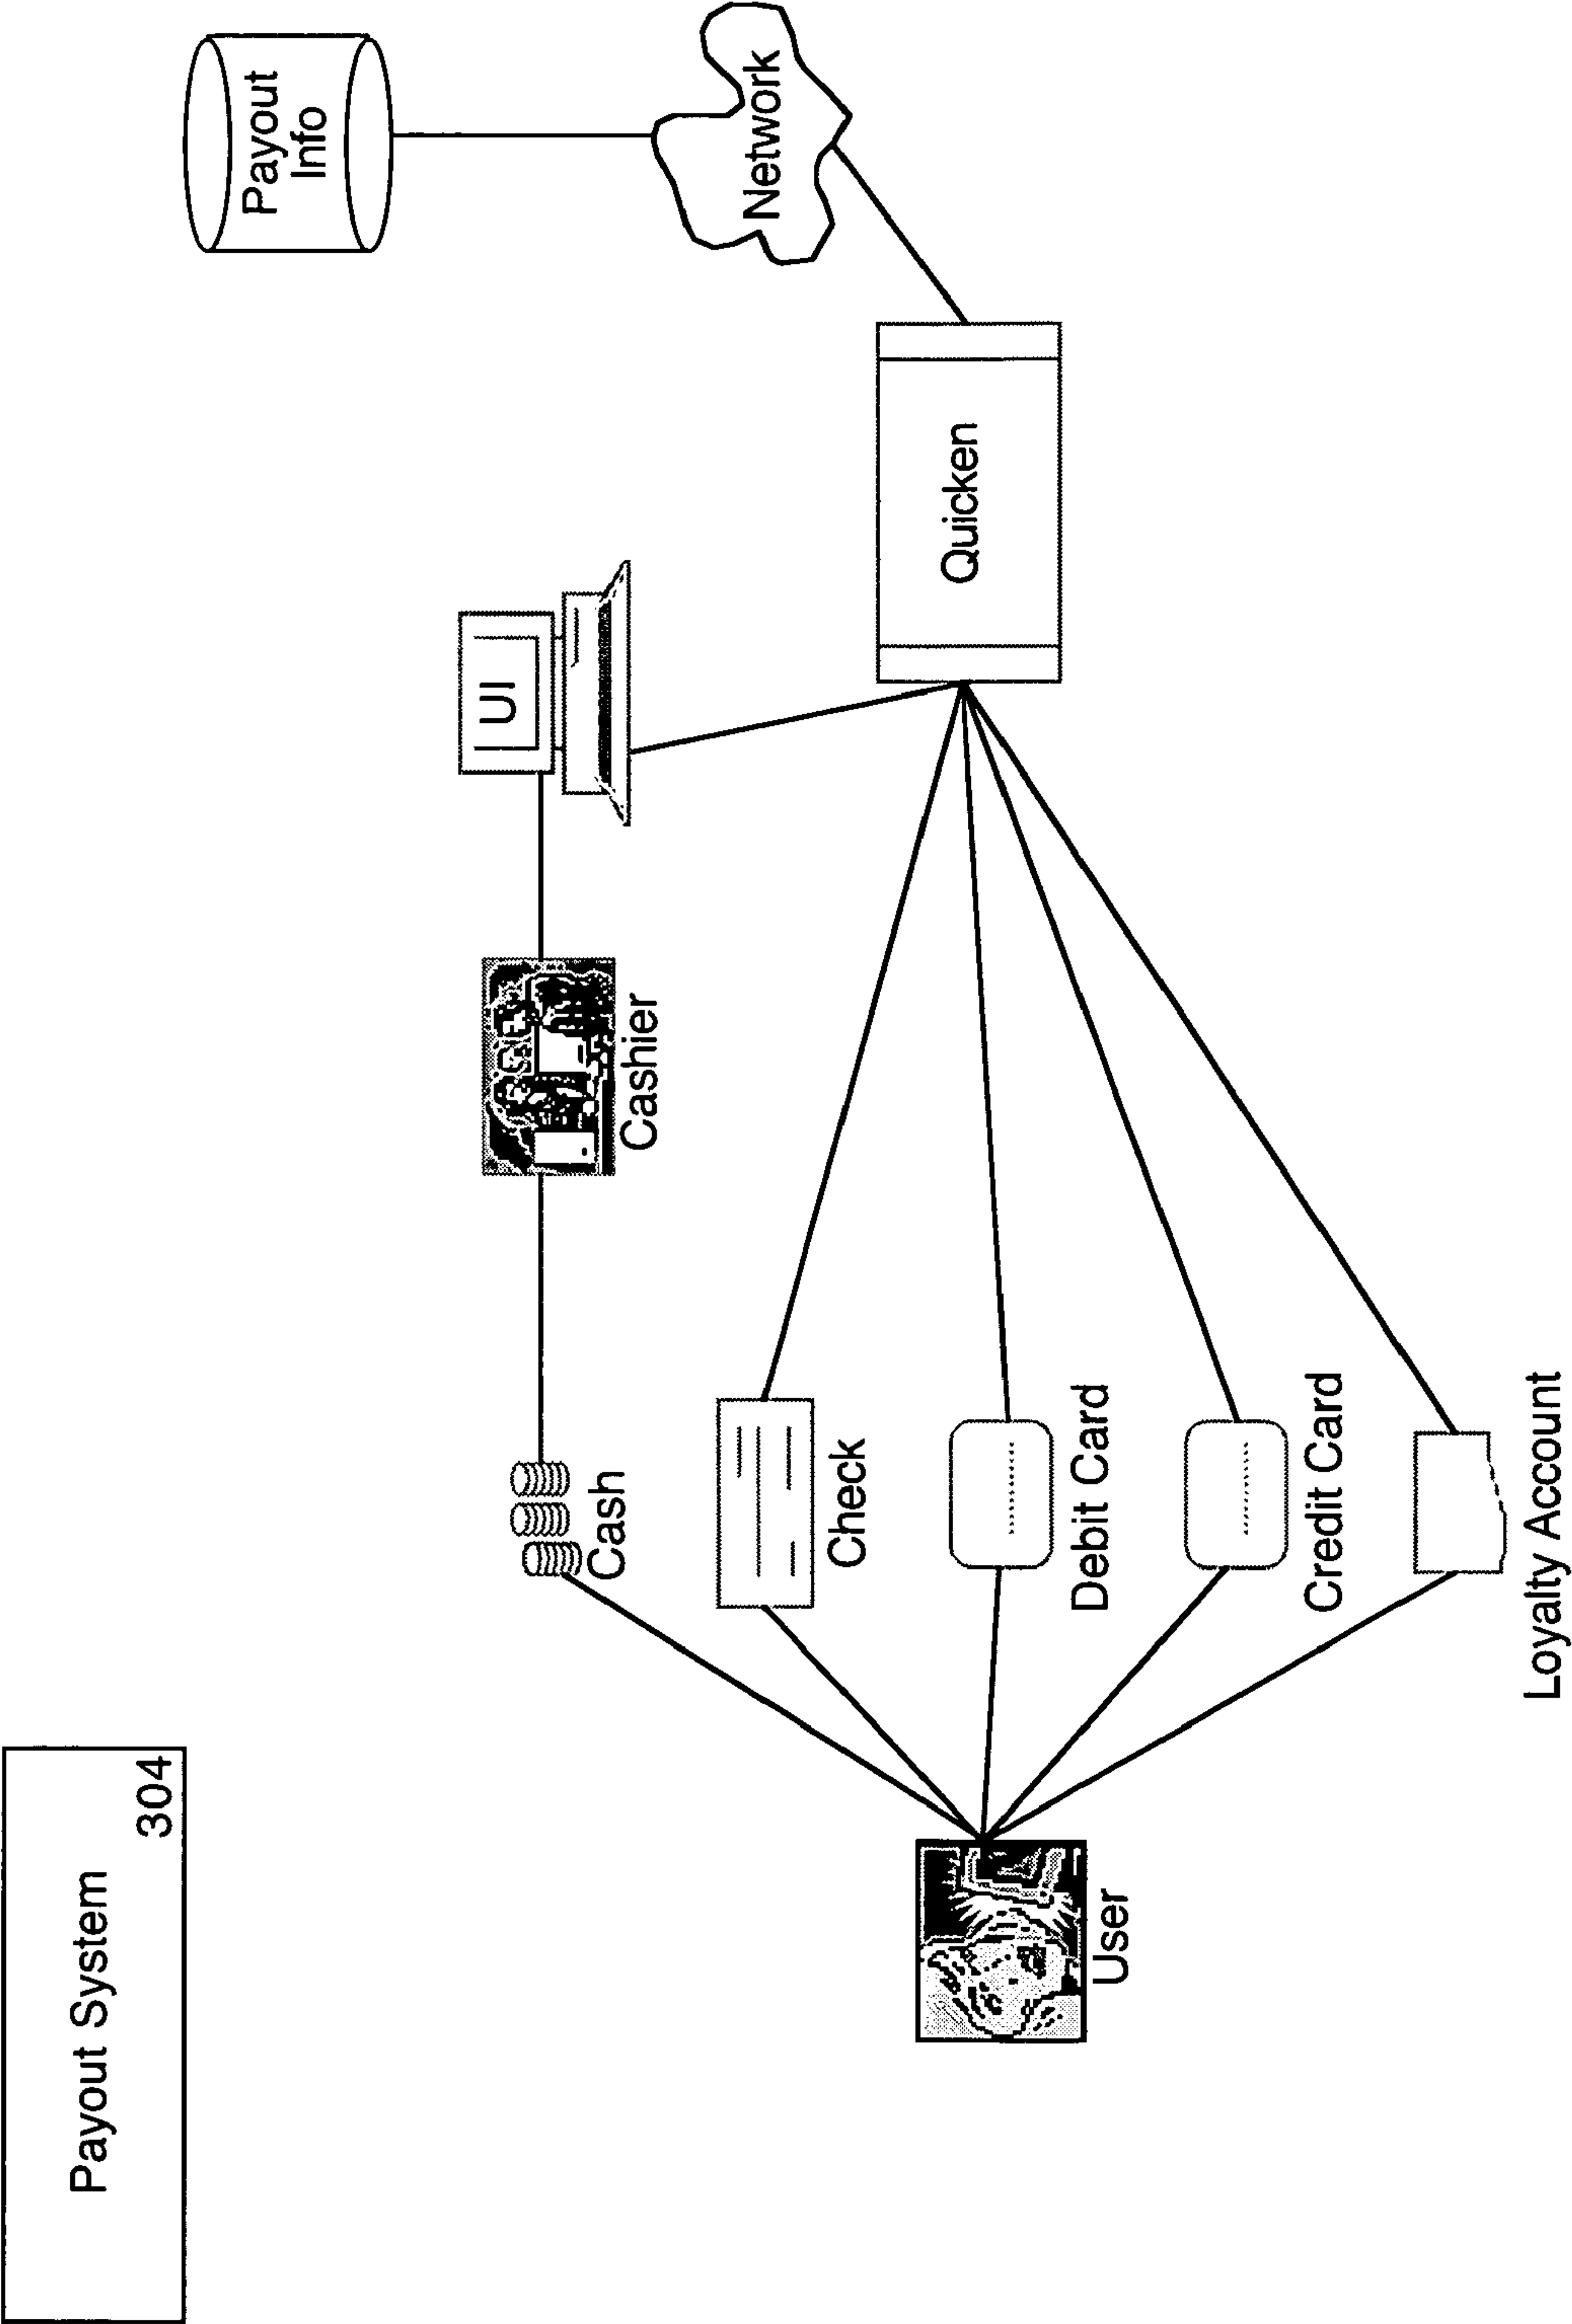 Payout System
304
User
Cash
Check
Debit Card
Credit Card
Loyalty Account
Cashier
UI
Quicken
Network
Payout
Info